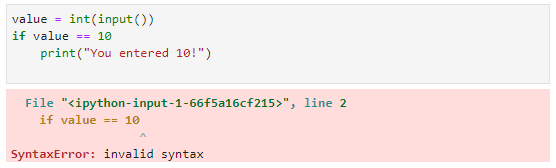 value = int(input())
if value == 10
    print("You entered 10!")
File "<ipython-input-1-66f5a16cf215>", line 2
    if value == 10
                  ^
SyntaxError: invalid syntax